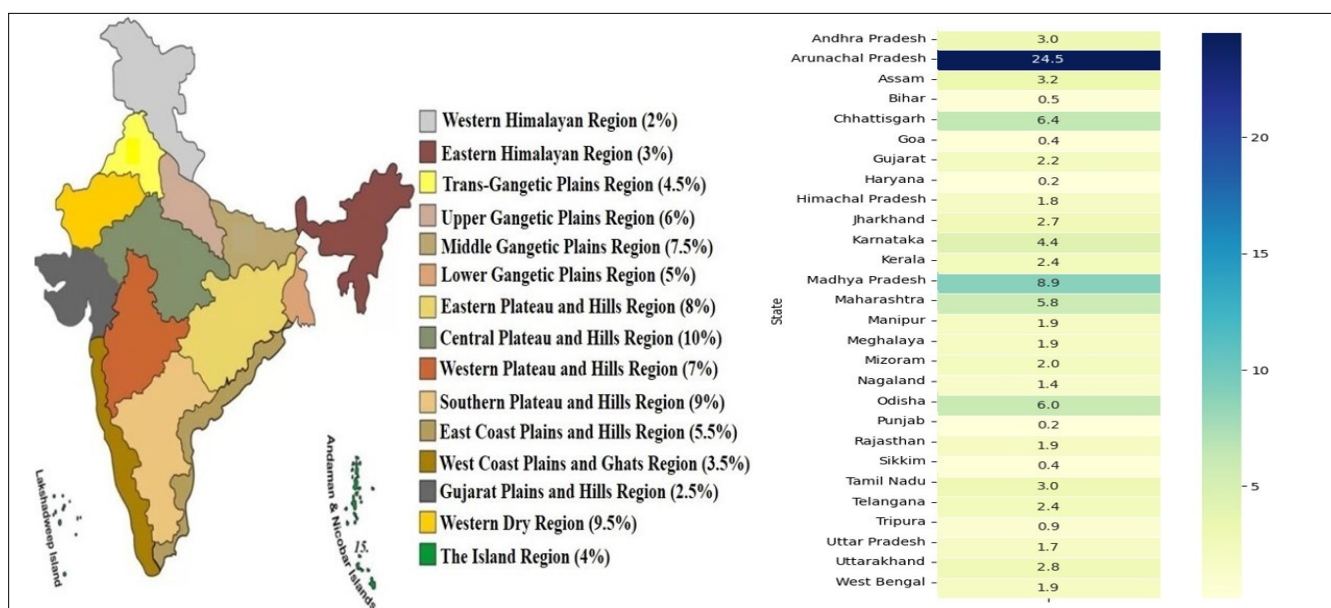 Western Himalayan Region (2%)
Eastern Himalayan Region (3%)
Trans-Gangetic Plains Region (4.5%)
Upper Gangetic Plains Region (6%)
Middle Gangetic Plains Region (7.5%)
Lower Gangetic Plains Region (5%)
Eastern Plateau and Hills Region (8%)
Central Plateau and Hills Region (10%)
Western Plateau and Hills Region (7%)
Southern Plateau and Hills Region (9%)
East Coast Plains and Hills Region (5.5%)
West Coast Plains and Ghats Region (3.5%)
Gujarat Plains and Hills Region (2.5%)
Western Dry Region (9.5%)
The Island Region (4%)
Lakshadweep Island
Andaman & Nicobar Islands
15.
State
Andhra Pradesh 3.0
Arunachal Pradesh 24.5
Assam 3.2
Bihar 0.5
Chhattisgarh 6.4
Goa 0.4
Gujarat 2.2
Haryana 0.2
Himachal Pradesh 1.8
Jharkhand 2.7
Karnataka 4.4
Kerala 2.4
Madhya Pradesh 8.9
Maharashtra 5.8
Manipur 1.9
Meghalaya 1.9
Mizoram 2.0
Nagaland 1.4
Odisha 6.0
Punjab 0.2
Rajasthan 1.9
Sikkim 0.4
Tamil Nadu 3.0
Telangana 2.4
Tripura 0.9
Uttar Pradesh 1.7
Uttarakhand 2.8
West Bengal 1.9
20
15
10
5